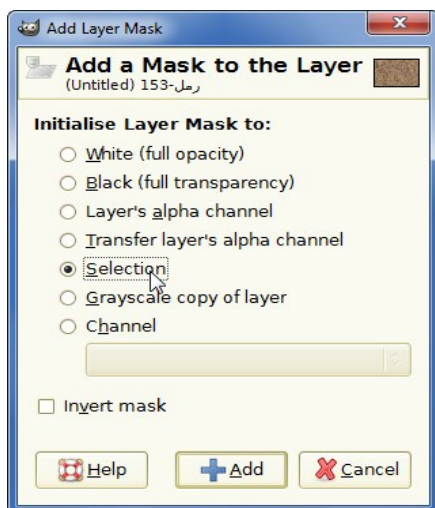 Add Layer Mask
Add a Mask to the Layer
رمل-153 (Untitled)
Initialise Layer Mask to:
White (full opacity)
Black (full transparency)
Layer's alpha channel
Transfer layer's alpha channel
Selection
Grayscale copy of layer
Channel
Invert mask
Help Add Cancel